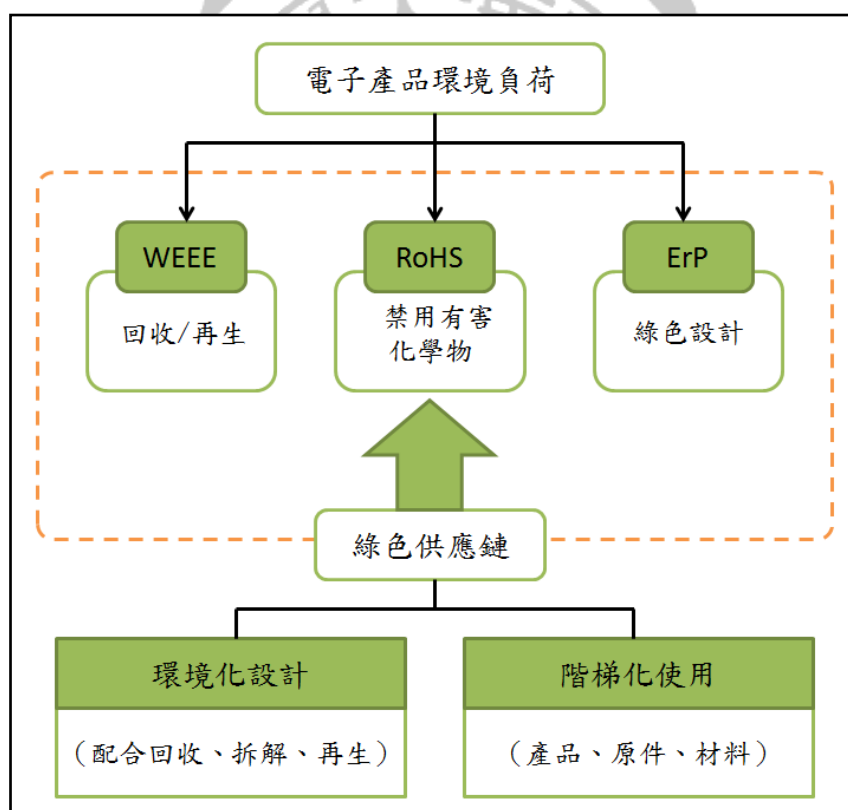 電子產品環境負荷
WEEE
回收/再生
RoHS
禁用有害
化學物
ErP
綠色設計
綠色供應鏈
環境化設計
(配合回收、拆解、再生)
階梯化使用
(產品、原件、材料)